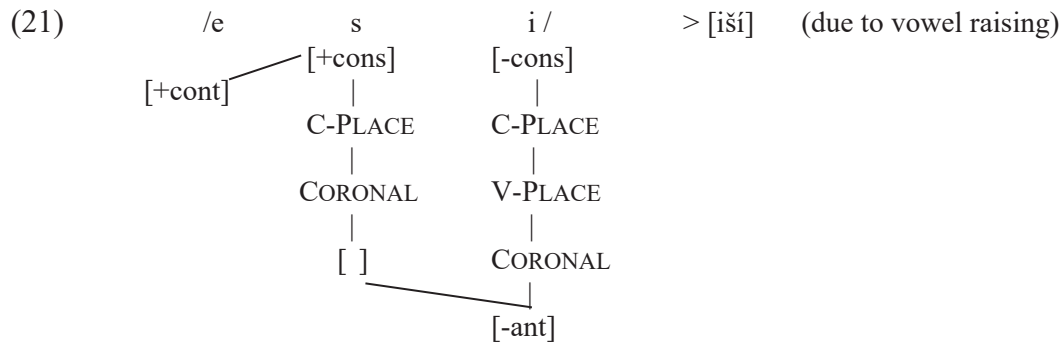 (21) /e s i / > [iší] (due to vowel raising)
[+cons] [-cons]
[+cont]
C-PLACE C-PLACE
CORONAL V-PLACE
[ ] CORONAL
[-ant]